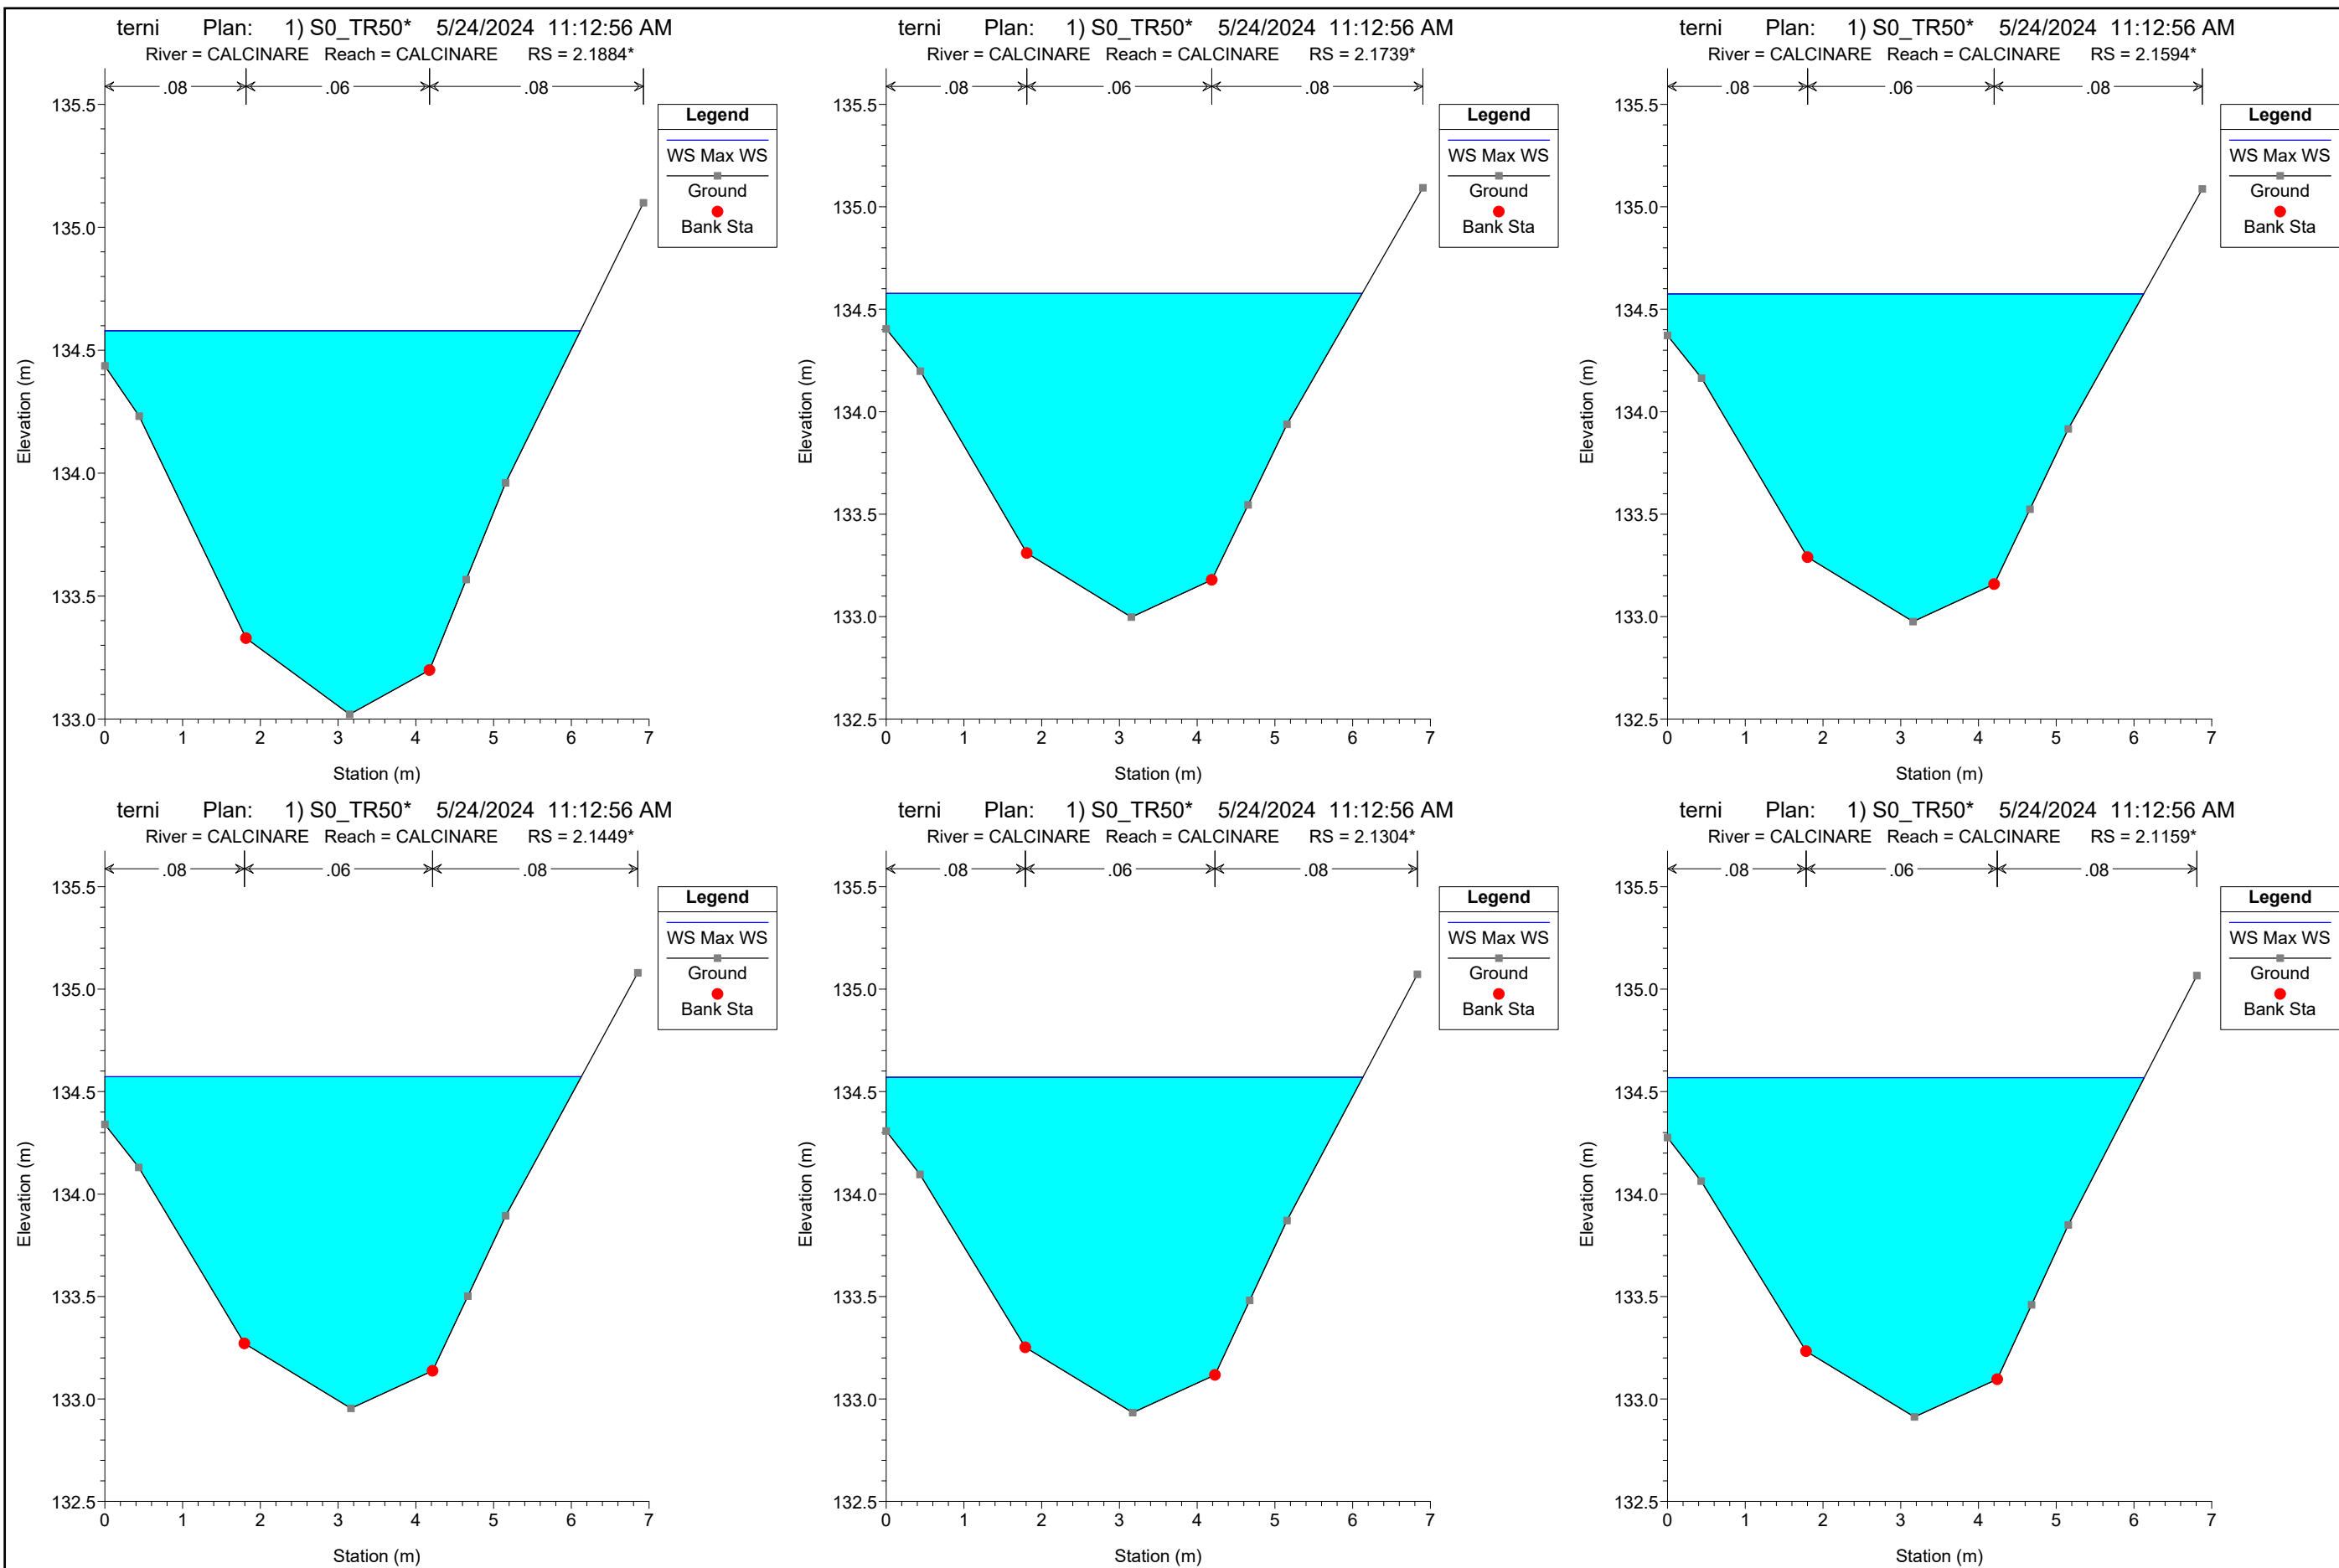 terni Plan: 1) S0_TR50* 5/24/2024 11:12:56 AM
River = CALCINARE Reach = CALCINARE RS = 2.1884*
.08 .06 .08
Legend
WS Max WS
Ground
Bank Sta
135.5
135.0
134.5
134.0
133.5
133.0
Elevation (m)
0 1 2 3 4 5 6 7
Station (m)
terni Plan: 1) S0_TR50* 5/24/2024 11:12:56 AM
River = CALCINARE Reach = CALCINARE RS = 2.1739*
.08 .06 .08
Legend
WS Max WS
Ground
Bank Sta
135.5
135.0
134.5
134.0
133.5
133.0
132.5
Elevation (m)
0 1 2 3 4 5 6 7
Station (m)
terni Plan: 1) S0_TR50* 5/24/2024 11:12:56 AM
River = CALCINARE Reach = CALCINARE RS = 2.1594*
.08 .06 .08
Legend
WS Max WS
Ground
Bank Sta
135.5
135.0
134.5
134.0
133.5
133.0
132.5
Elevation (m)
0 1 2 3 4 5 6 7
Station (m)
terni Plan: 1) S0_TR50* 5/24/2024 11:12:56 AM
River = CALCINARE Reach = CALCINARE RS = 2.1449*
.08 .06 .08
Legend
WS Max WS
Ground
Bank Sta
135.5
135.0
134.5
134.0
133.5
133.0
132.5
Elevation (m)
0 1 2 3 4 5 6 7
Station (m)
terni Plan: 1) S0_TR50* 5/24/2024 11:12:56 AM
River = CALCINARE Reach = CALCINARE RS = 2.1304*
.08 .06 .08
Legend
WS Max WS
Ground
Bank Sta
135.5
135.0
134.5
134.0
133.5
133.0
132.5
Elevation (m)
0 1 2 3 4 5 6 7
Station (m)
terni Plan: 1) S0_TR50* 5/24/2024 11:12:56 AM
River = CALCINARE Reach = CALCINARE RS = 2.1159*
.08 .06 .08
Legend
WS Max WS
Ground
Bank Sta
135.5
135.0
134.5
134.0
133.5
133.0
132.5
Elevation (m)
0 1 2 3 4 5 6 7
Station (m)